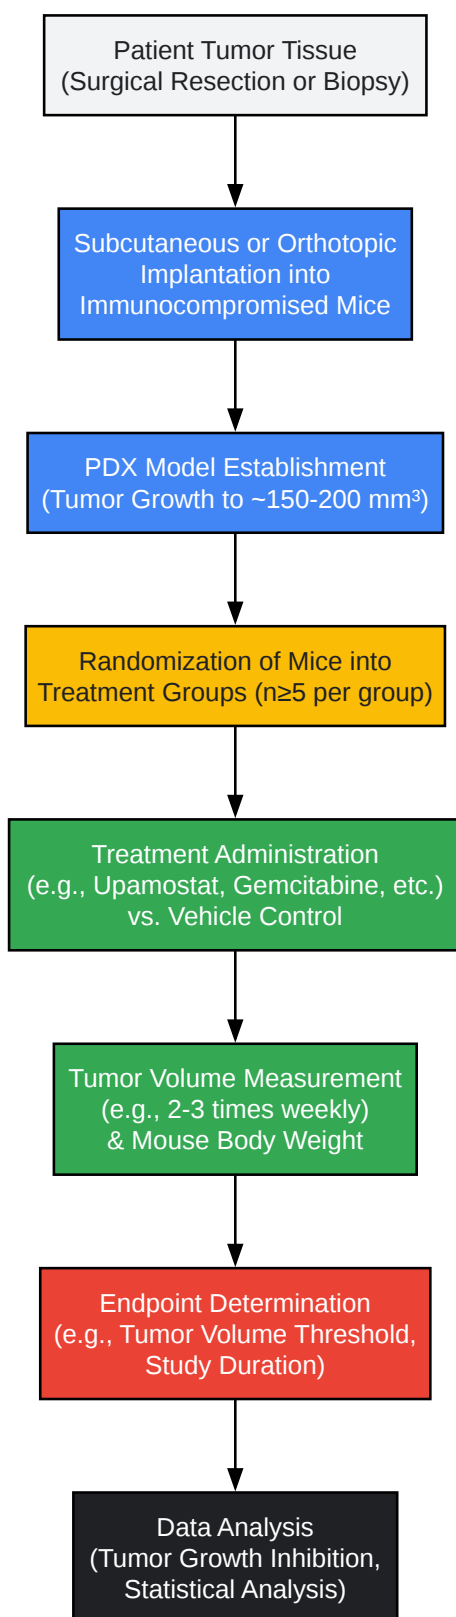 Patient Tumor Tissue
(Surgical Resection or Biopsy)
Subcutaneous or Orthotopic
Implantation into
Immunocompromised Mice
PDX Model Establishment
(Tumor Growth to ~150-200 mm³)
Randomization of Mice into
Treatment Groups (n≥5 per group)
Treatment Administration
(e.g., Upamostat, Gemcitabine, etc.)
vs. Vehicle Control
Tumor Volume Measurement
(e.g., 2-3 times weekly)
& Mouse Body Weight
Endpoint Determination
(e.g., Tumor Volume Threshold,
Study Duration)
Data Analysis
(Tumor Growth Inhibition,
Statistical Analysis)